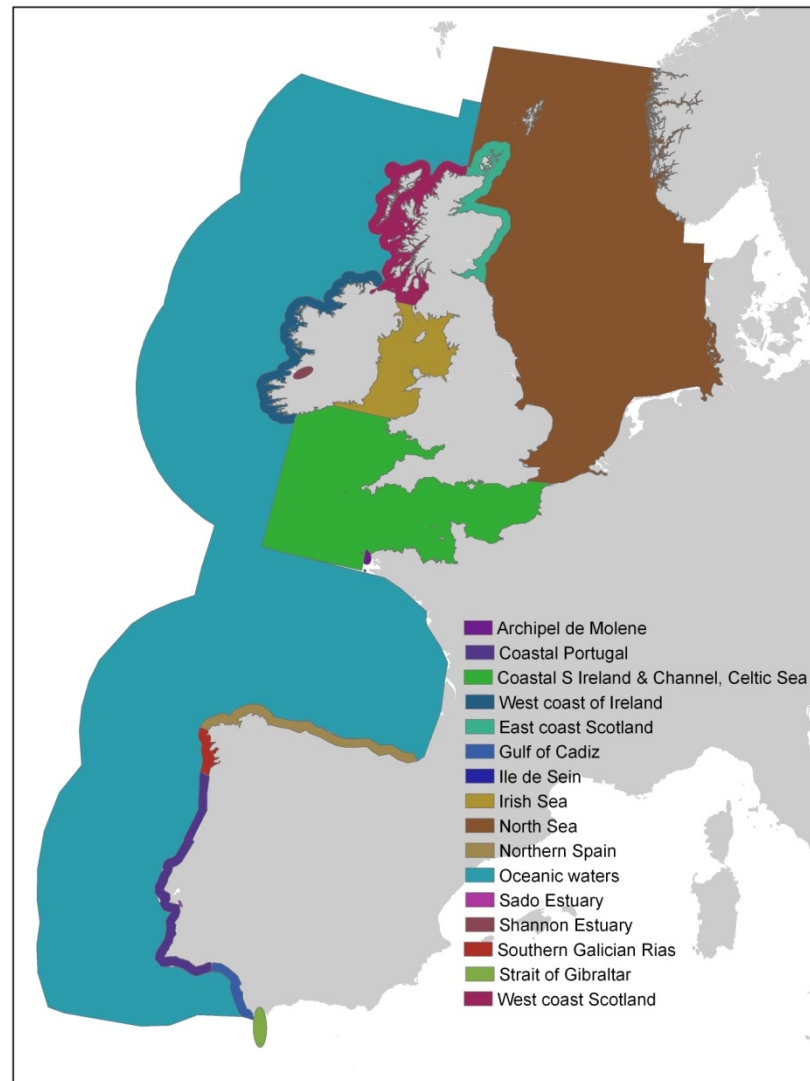 Archipel de Molene
Coastal Portugal
Coastal S Ireland & Channel, Celtic Sea
West coast of Ireland
East coast Scotland
Gulf of Cadiz
Ile de Sein
Irish Sea
North Sea
Northern Spain
Oceanic waters
Sado Estuary
Shannon Estuary
Southern Galician Rias
Strait of Gibraltar
West coast Scotland